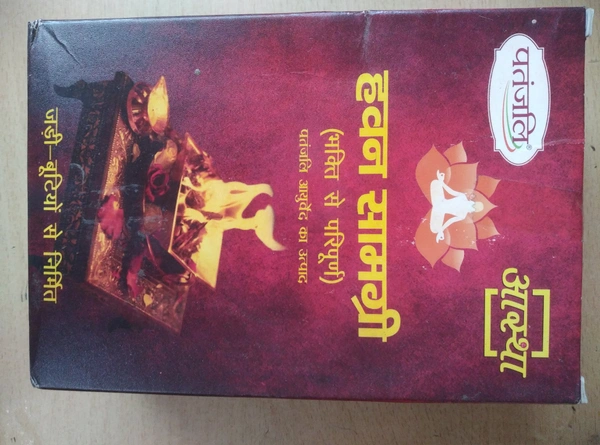 पतंजलि®
आस्था
हवन सामग्री
(भक्ति से परिपूर्ण)
पतंजलि आयुर्वेद का उत्पाद
जड़ी-बूटियों से निर्मित